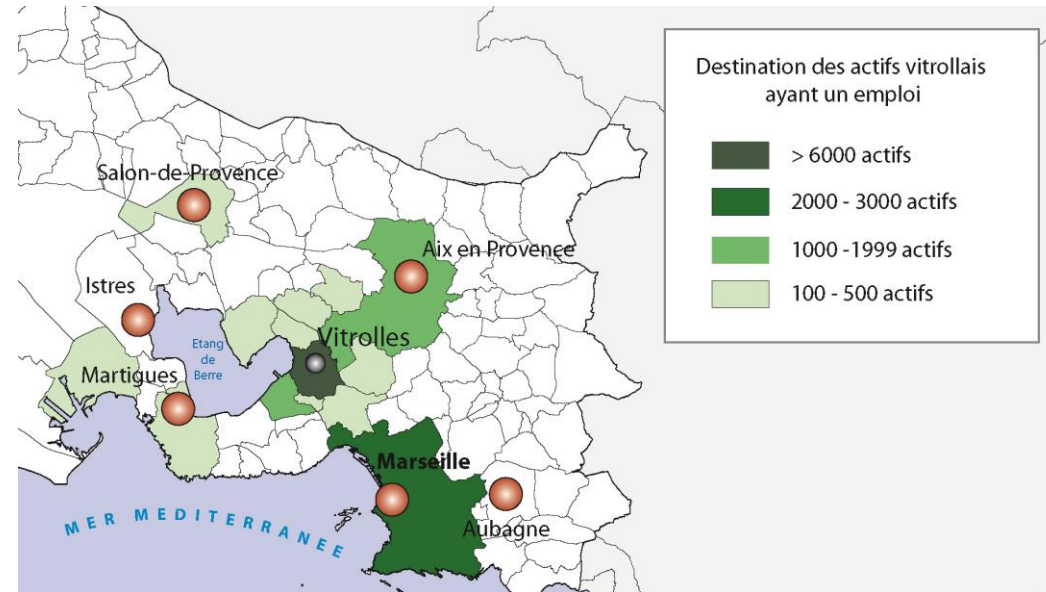 Destination des actifs vitrollais
ayant un emploi
> 6000 actifs
2000 - 3000 actifs
1000 -1999 actifs
100 - 500 actifs
Salon-de-Provence
Aix en Provence
Istres
Vitrolles
Etang
de
Berre
Martigues
Marseille
Aubagne
MER MEDITERRANEE